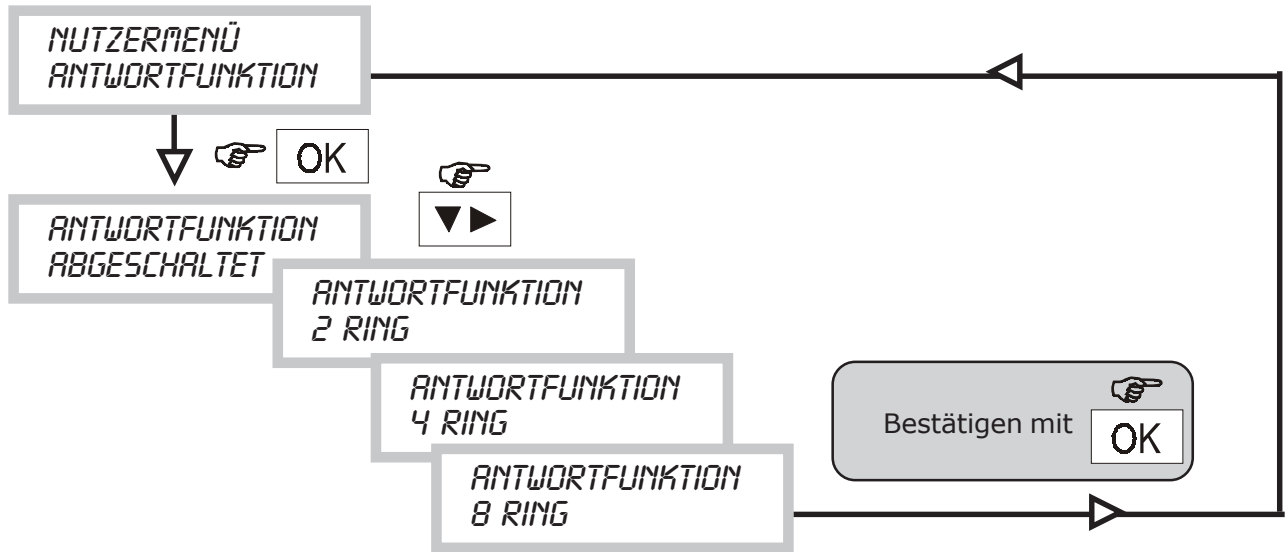 NUTZERMENÜ
ANTWORTFUNKTION
OK
ANTWORTFUNKTION
ABGESCHALTET
ANTWORTFUNKTION
2 RING
ANTWORTFUNKTION
4 RING
Bestätigen mit
OK
ANTWORTFUNKTION
8 RING